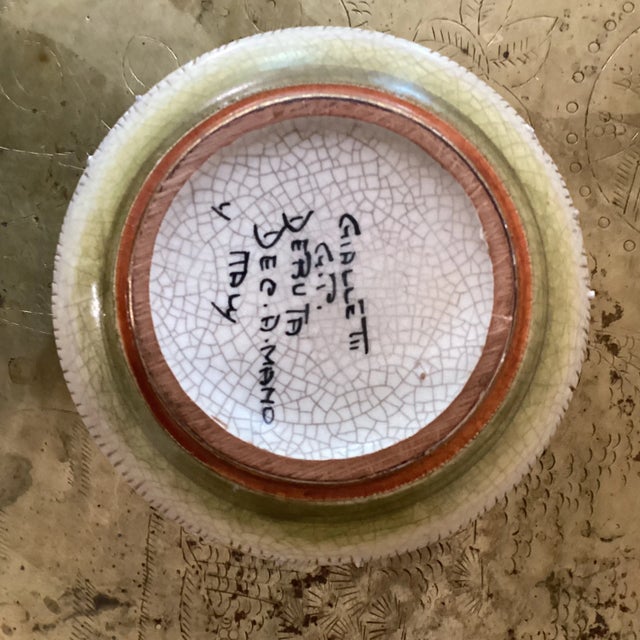 GIALLETTI
G.P.
DERUTA
DEC A MANO
ITALY